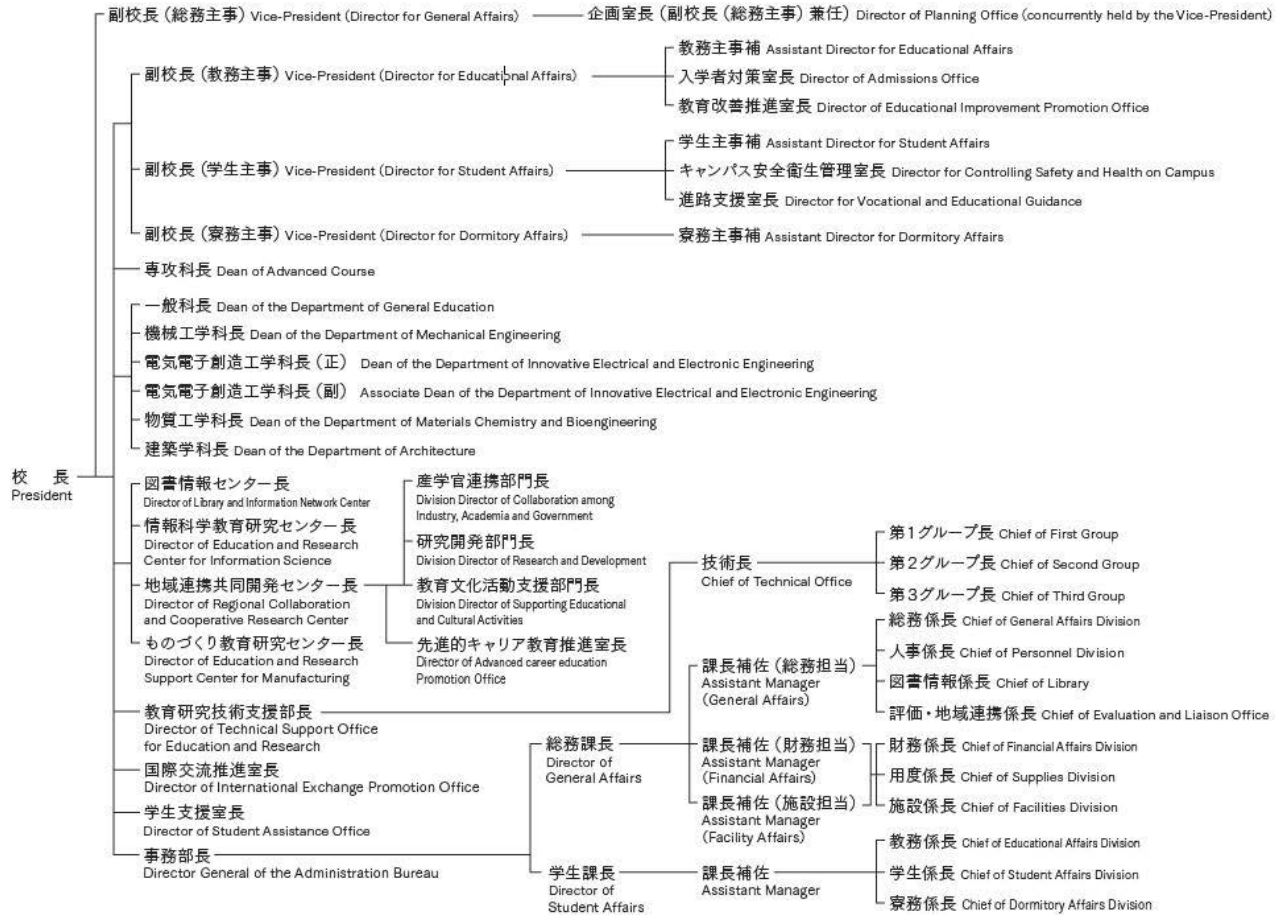 副校長（総務主事） Vice-President (Director for General Affairs)
企画室長（副校長（総務主事）兼任） Director of Planning Office (concurrently held by the Vice-President)
副校長（教務主事） Vice-President (Director for Educational Affairs)
教務主事補 Assistant Director for Educational Affairs
入学者対策室長 Director of Admissions Office
教育改善推進室長 Director of Educational Improvement Promotion Office
副校長（学生主事） Vice-President (Director for Student Affairs)
学生主事補 Assistant Director for Student Affairs
キャンパス安全衛生管理室長 Director for Controlling Safety and Health on Campus
進路支援室長 Director for Vocational and Educational Guidance
副校長（寮務主事） Vice-President (Director for Dormitory Affairs)
寮務主事補 Assistant Director for Dormitory Affairs
専攻科長 Dean of Advanced Course
一般科長 Dean of the Department of General Education
機械工学科長 Dean of the Department of Mechanical Engineering
電気電子創造工学科長（正） Dean of the Department of Innovative Electrical and Electronic Engineering
電気電子創造工学科長（副） Associate Dean of the Department of Innovative Electrical and Electronic Engineering
物質工学科長 Dean of the Department of Materials Chemistry and Bioengineering
建築学科長 Dean of the Department of Architecture
校　長
President
図書情報センター長
Director of Library and Information Network Center
情報科学教育研究センター長
Director of Education and Research
Center for Information Science
地域連携共同開発センター長
Director of Regional Collaboration
and Cooperative Research Center
ものづくり教育研究センター長
Director of Education and Research
Support Center for Manufacturing
産学官連携部門長
Division Director of Collaboration among
Industry, Academia and Government
研究開発部門長
Division Director of Research and Development
教育文化活動支援部門長
Division Director of Supporting Educational
and Cultural Activities
先進的キャリア教育推進室長
Director of Advanced career education
Promotion Office
教育研究技術支援部長
Director of Technical Support Office
for Education and Research
技術長
Chief of Technical Office
第1グループ長 Chief of First Group
第2グループ長 Chief of Second Group
第3グループ長 Chief of Third Group
国際交流推進室長
Director of International Exchange Promotion Office
学生支援室長
Director of Student Assistance Office
事務部長
Director General of the Administration Bureau
総務課長
Director of
General Affairs
課長補佐（総務担当）
Assistant Manager
(General Affairs)
総務係長 Chief of General Affairs Division
人事係長 Chief of Personnel Division
図書情報係長 Chief of Library
評価・地域連携係長 Chief of Evaluation and Liaison Office
課長補佐（財務担当）
Assistant Manager
(Financial Affairs)
課長補佐（施設担当）
Assistant Manager
(Facility Affairs)
財務係長 Chief of Financial Affairs Division
用度係長 Chief of Supplies Division
施設係長 Chief of Facilities Division
学生課長
Director of
Student Affairs
課長補佐
Assistant Manager
教務係長 Chief of Educational Affairs Division
学生係長 Chief of Student Affairs Division
寮務係長 Chief of Dormitory Affairs Division